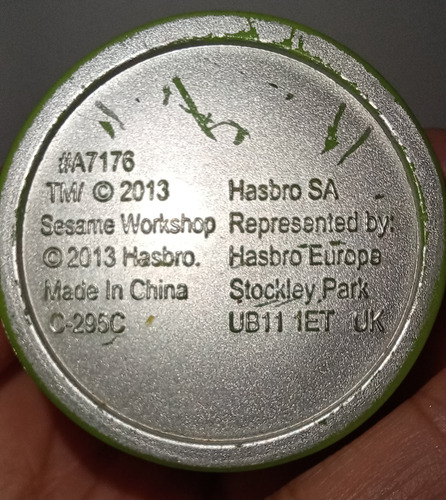 #A7176
TM/ © 2013
Sesame Workshop
© 2013 Hasbro.
Made In China
C-295C
Hasbro SA
Represented by:
Hasbro Europe
Stockley Park
UB11 1ET UK